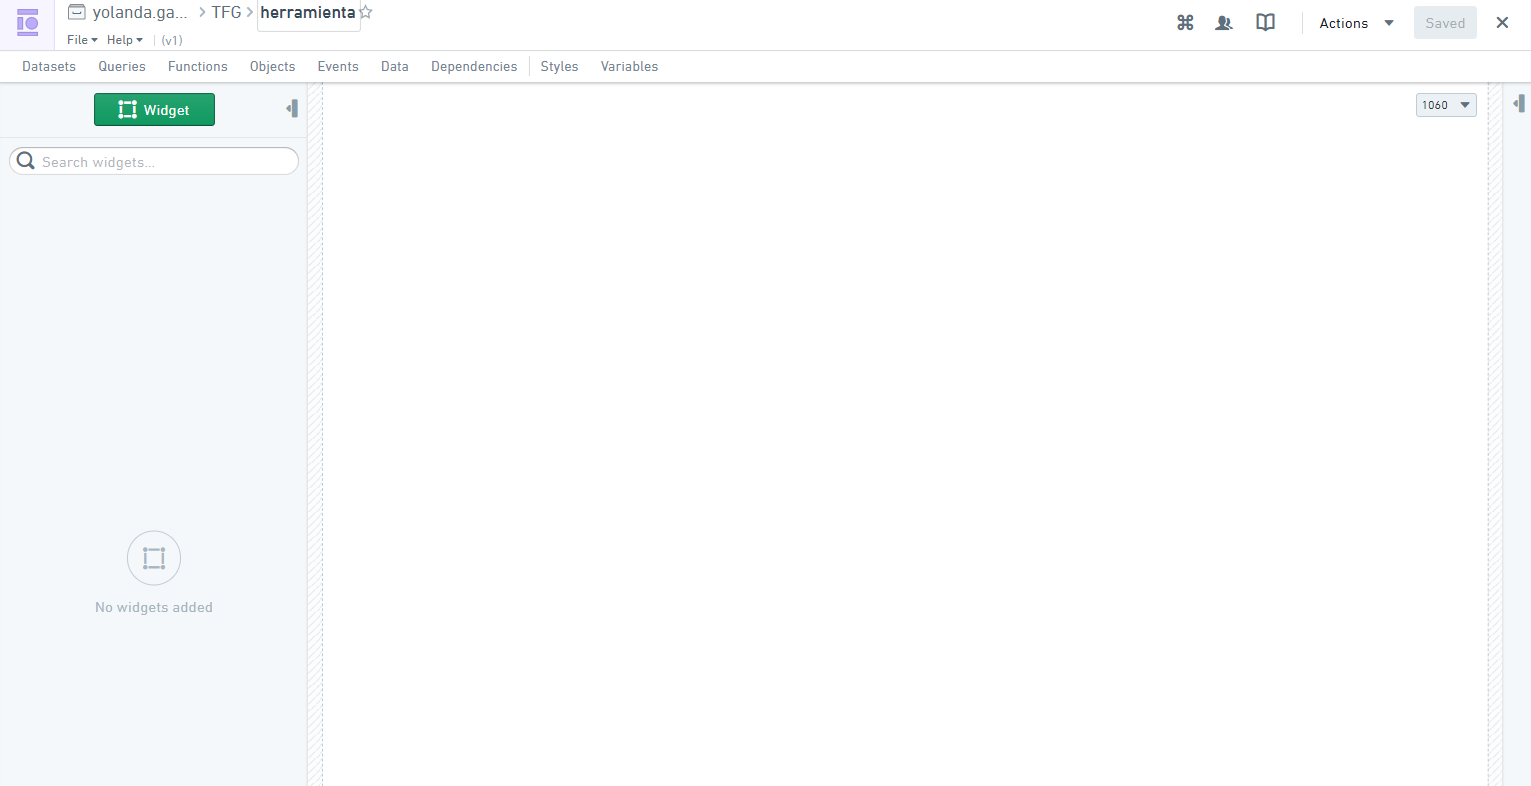 yolanda.ga... > TFG > herramienta
File Help (v1)
Actions
Saved
Datasets Queries Functions Objects Events Data Dependencies Styles Variables
Widget
1060
Search widgets...
No widgets added